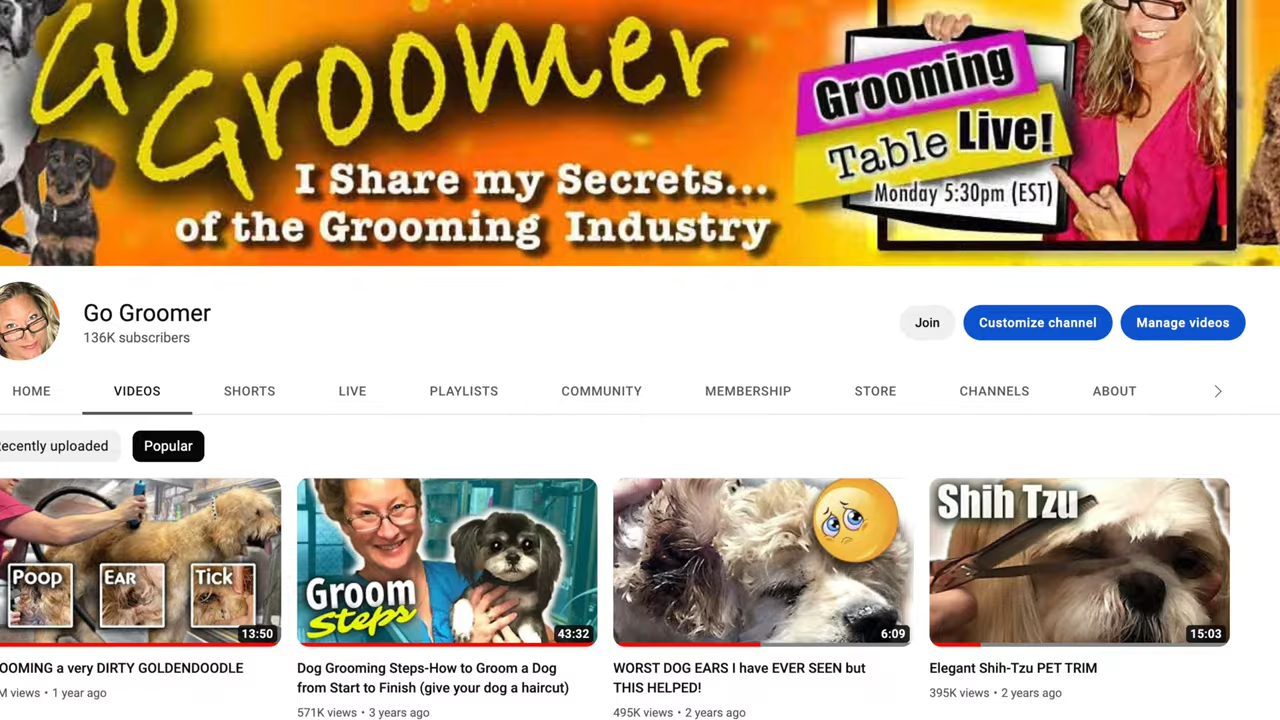 Go
Groomer
I Share my Secrets...
of the Grooming Industry
Grooming
Table Live!
Monday 5:30pm (EST)
Go Groomer
136K subscribers
Join
Customize channel
Manage videos
HOME
VIDEOS
SHORTS
LIVE
PLAYLISTS
COMMUNITY
MEMBERSHIP
STORE
CHANNELS
ABOUT
ecently uploaded
Popular
Poop
EAR
Tick
13:50
Groom
Steps
43:32
6:09
Shih Tzu
15:03
OOMING a very DIRTY GOLDENDOODLE
M views • 1 year ago
Dog Grooming Steps-How to Groom a Dog
from Start to Finish (give your dog a haircut)
571K views • 3 years ago
WORST DOG EARS I have EVER SEEN but
THIS HELPED!
495K views • 2 years ago
Elegant Shih-Tzu PET TRIM
395K views • 2 years ago